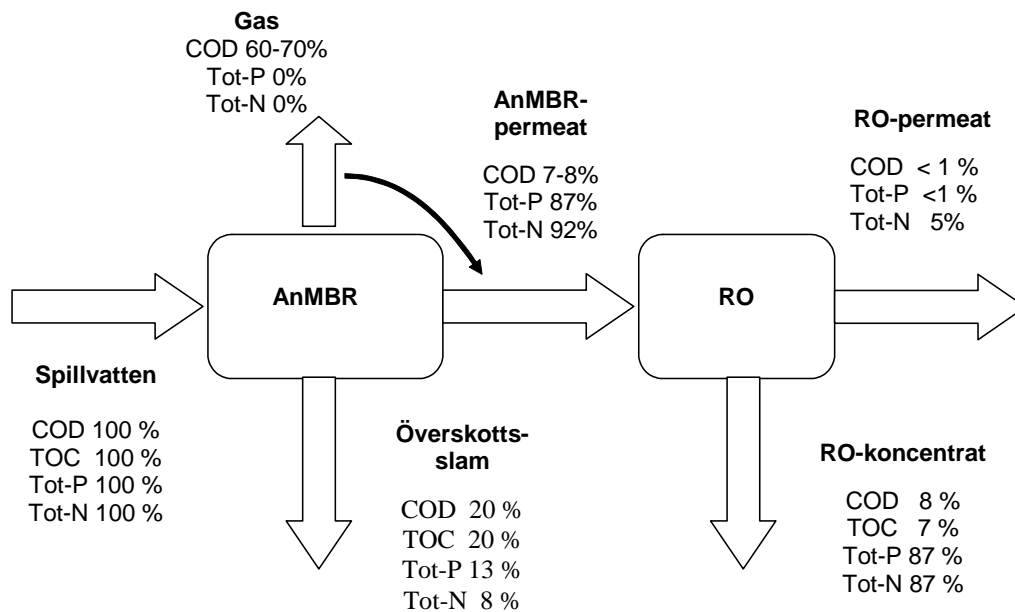 Gas
COD 60-70%
Tot-P 0%
Tot-N 0%
AnMBR-
permeat
COD 7-8%
Tot-P 87%
Tot-N 92%
RO-permeat
COD < 1 %
Tot-P <1 %
Tot-N 5%
AnMBR
RO
Spillvatten
COD 100 %
TOC 100 %
Tot-P 100 %
Tot-N 100 %
Överskotts-
slam
COD 20 %
TOC 20 %
Tot-P 13 %
Tot-N 8 %
RO-koncentrat
COD 8 %
TOC 7 %
Tot-P 87 %
Tot-N 87 %